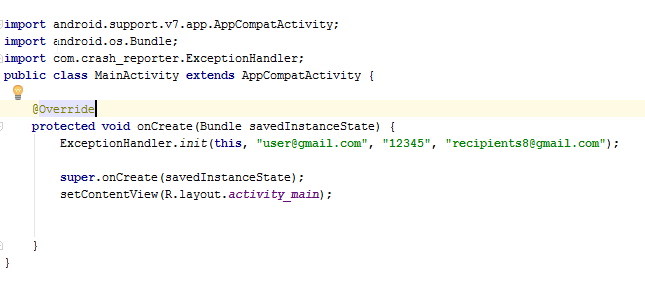 import android.support.v7.app.AppCompatActivity;
import android.os.Bundle;
import com.crash_reporter.ExceptionHandler;
public class MainActivity extends AppCompatActivity {
@Override
protected void onCreate(Bundle savedInstanceState) {
ExceptionHandler.init(this, "user@gmail.com", "12345", "recipients8@gmail.com");
super.onCreate(savedInstanceState);
setContentView(R.layout.activity_main);
}
}